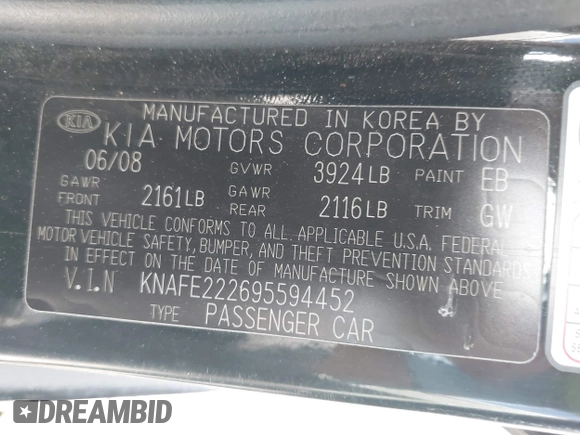 MANUFACTURED IN KOREA BY
KIA KIA MOTORS CORPORATION
06/08 GVWR 3924LB PAINT EB
GAWR FRONT 2161LB GAWR REAR 2116LB TRIM GW
THIS VEHICLE CONFORMS TO ALL APPLICABLE U.S.A. FEDERAL
MOTOR VEHICLE SAFETY, BUMPER, AND THEFT PREVENTION STANDARDS
IN EFFECT ON THE DATE OF MANUFACTURE SHOWN ABOVE
V.I.N KNAFE222695594452
TYPE PASSENGER CAR
DREAMBID